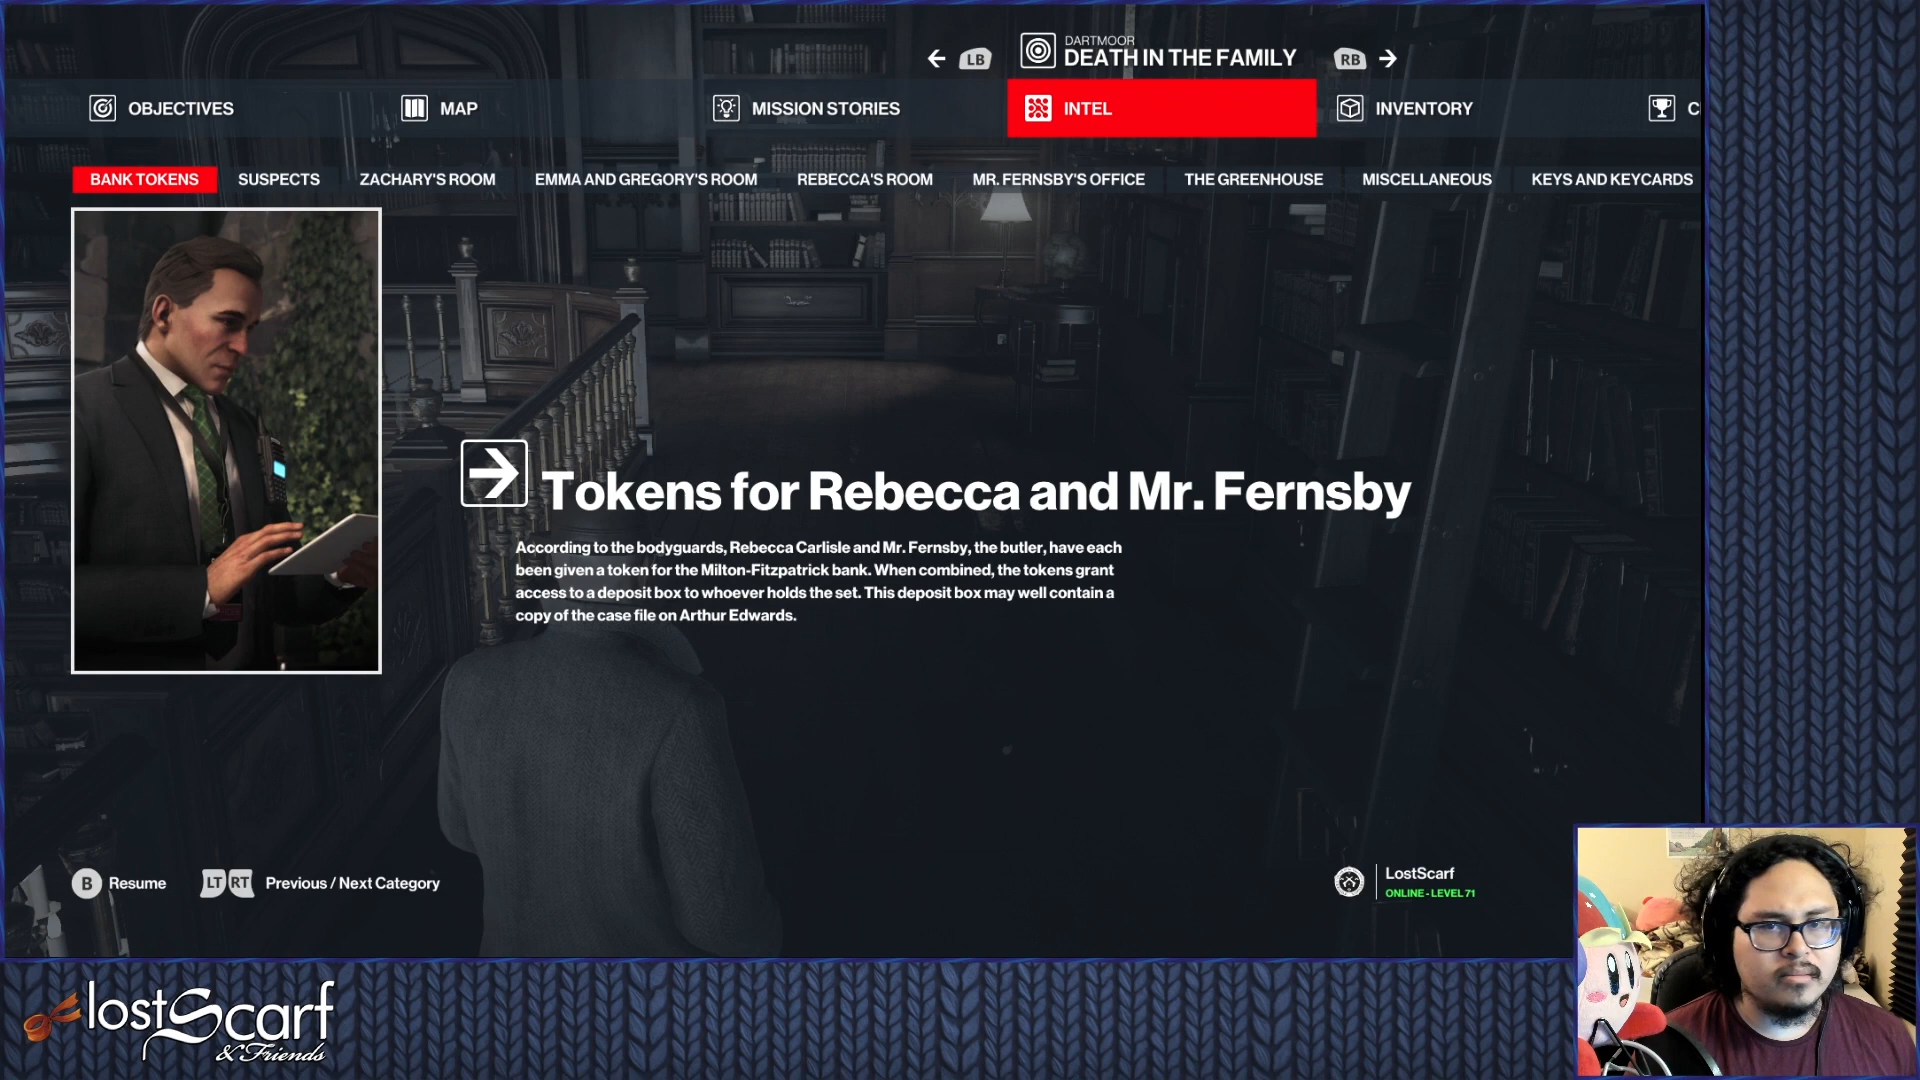 LB
DARTMOOR
DEATH IN THE FAMILY
RB
OBJECTIVES
MAP
MISSION STORIES
INTEL
INVENTORY
C
BANK TOKENS
SUSPECTS
ZACHARY'S ROOM
EMMA AND GREGORY'S ROOM
REBECCA'S ROOM
MR. FERNSBY'S OFFICE
THE GREENHOUSE
MISCELLANEOUS
KEYS AND KEYCARDS
Tokens for Rebecca and Mr. Fernsby
According to the bodyguards, Rebecca Carlisle and Mr. Fernsby, the butler, have each
been given a token for the Milton-Fitzpatrick bank. When combined, the tokens grant
access to a deposit box to whoever holds the set. This deposit box may well contain a
copy of the case file on Arthur Edwards.
B Resume
LT RT Previous / Next Category
LostScarf
ONLINE - LEVEL 71
lostScarf
& Friends